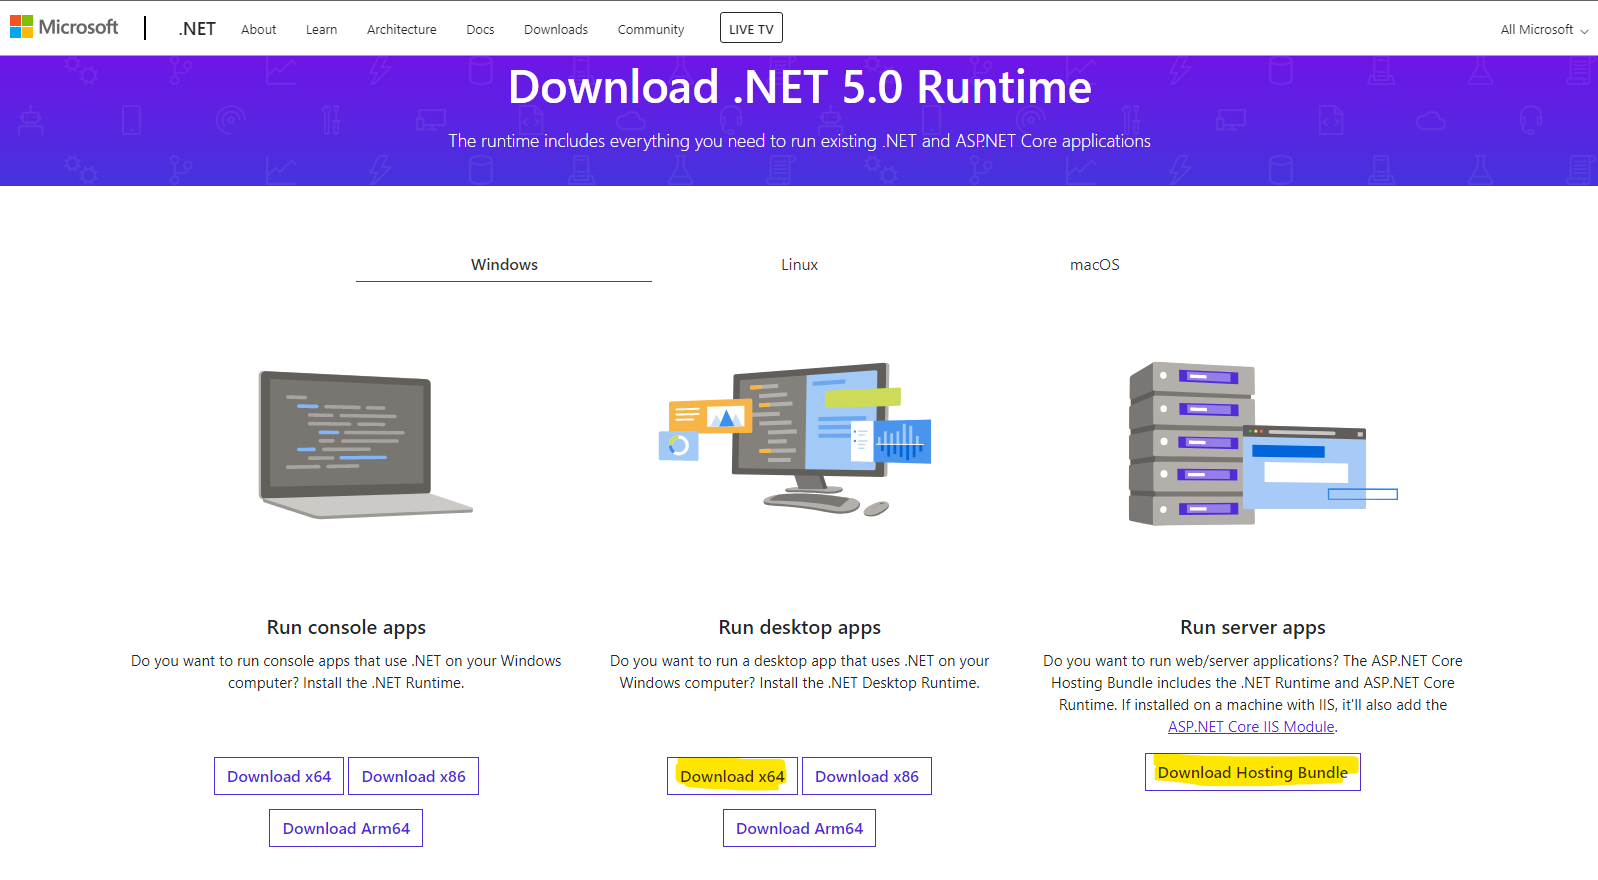 Microsoft .NET About Learn Architecture Docs Downloads Community LIVE TV All Microsoft
Download .NET 5.0 Runtime
The runtime includes everything you need to run existing .NET and ASP.NET Core applications
Windows Linux macOS
Run console apps
Do you want to run console apps that use .NET on your Windows
computer? Install the .NET Runtime.
Download x64 Download x86
Download Arm64
Run desktop apps
Do you want to run a desktop app that uses .NET on your
Windows computer? Install the .NET Desktop Runtime.
Download x64 Download x86
Download Arm64
Run server apps
Do you want to run web/server applications? The ASP.NET Core
Hosting Bundle includes the .NET Runtime and ASP.NET Core
Runtime. If installed on a machine with IIS, it'll also add the
ASP.NET Core IIS Module.
Download Hosting Bundle